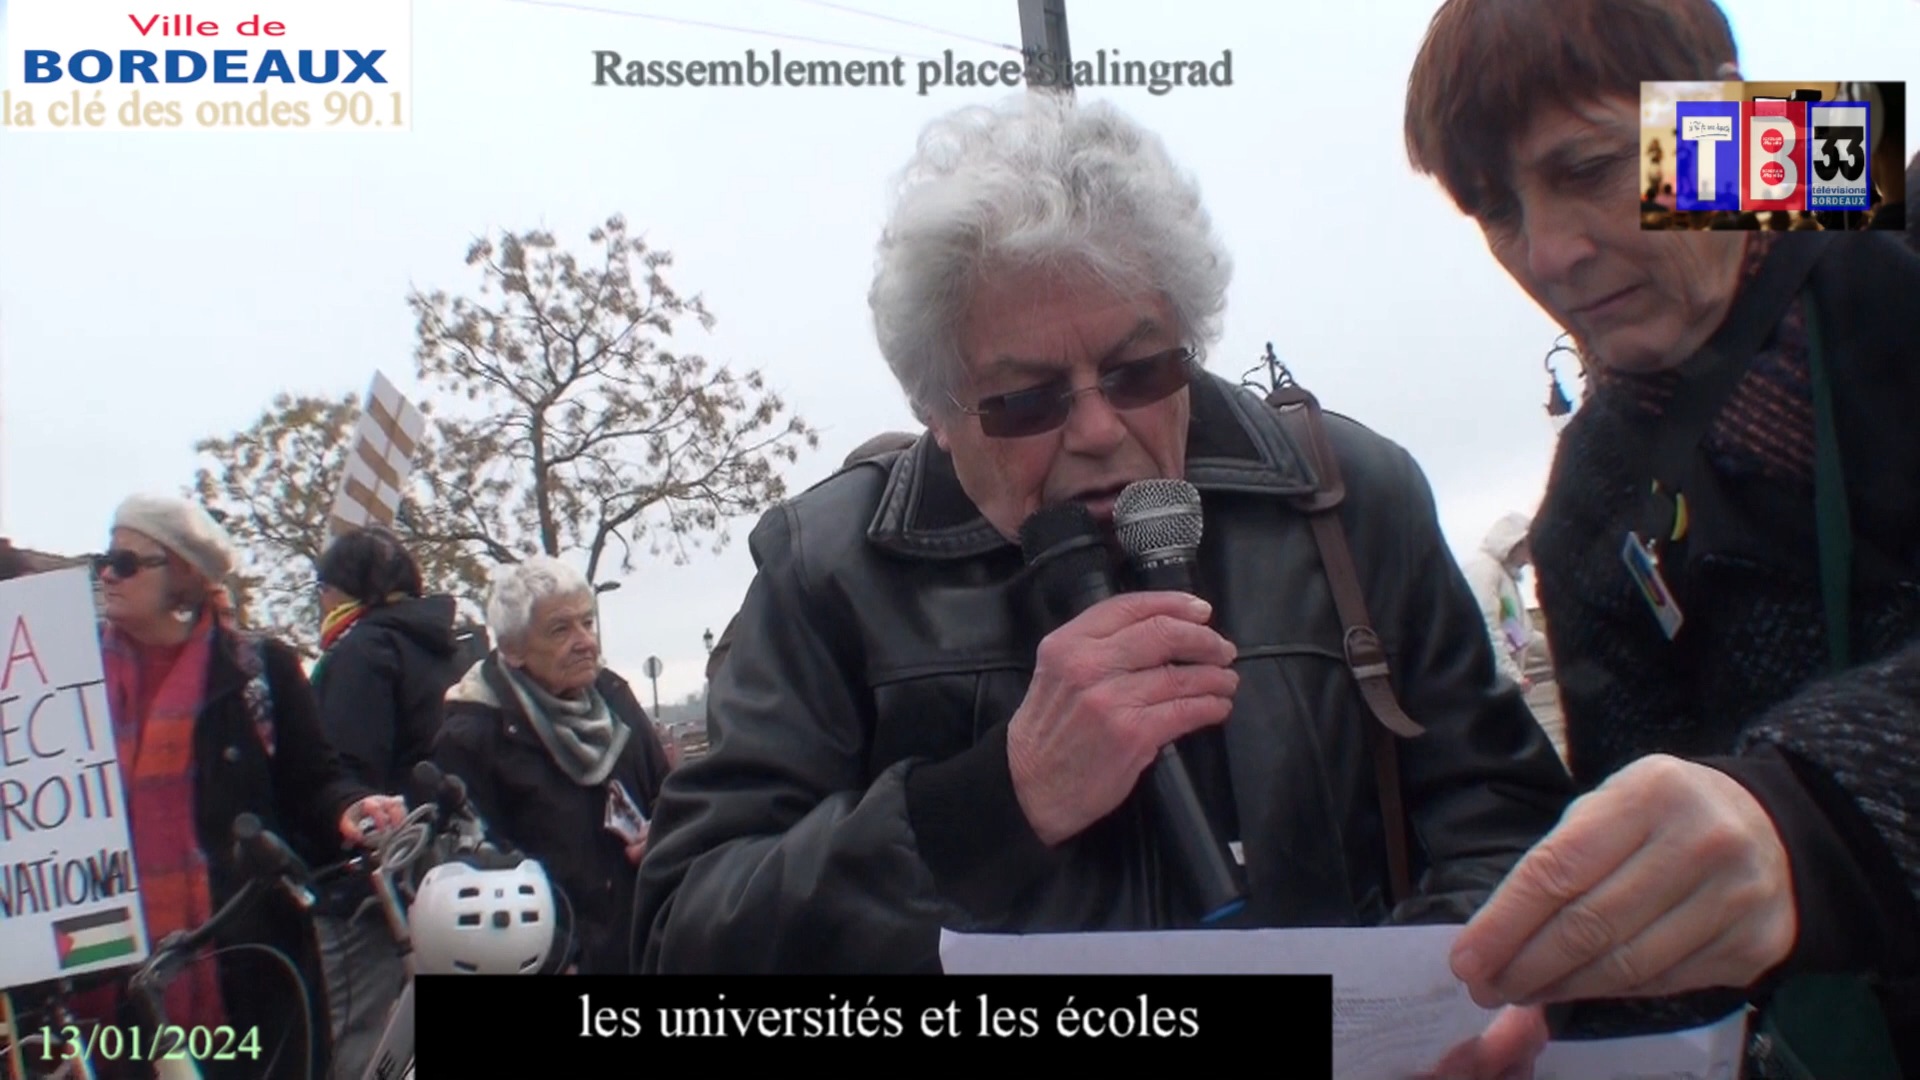 Ville de
BORDEAUX
la clé des ondes 90.1
Rassemblement place Stalingrad
TB33
télévisions
BORDEAUX
A
ECT
ROIT
NATIONAL
les universités et les écoles
13/01/2024